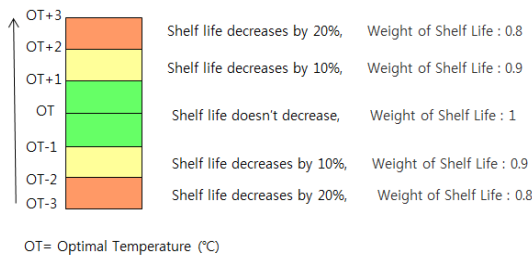 OT+3
Shelf life decreases by 20%, Weight of Shelf Life : 0.8
OT+2
Shelf life decreases by 10%, Weight of Shelf Life : 0.9
OT+1
OT
Shelf life doesn't decrease, Weight of Shelf Life : 1
OT-1
Shelf life decreases by 10%, Weight of Shelf Life : 0.9
OT-2
Shelf life decreases by 20%, Weight of Shelf Life : 0.8
OT-3
OT= Optimal Temperature (℃)